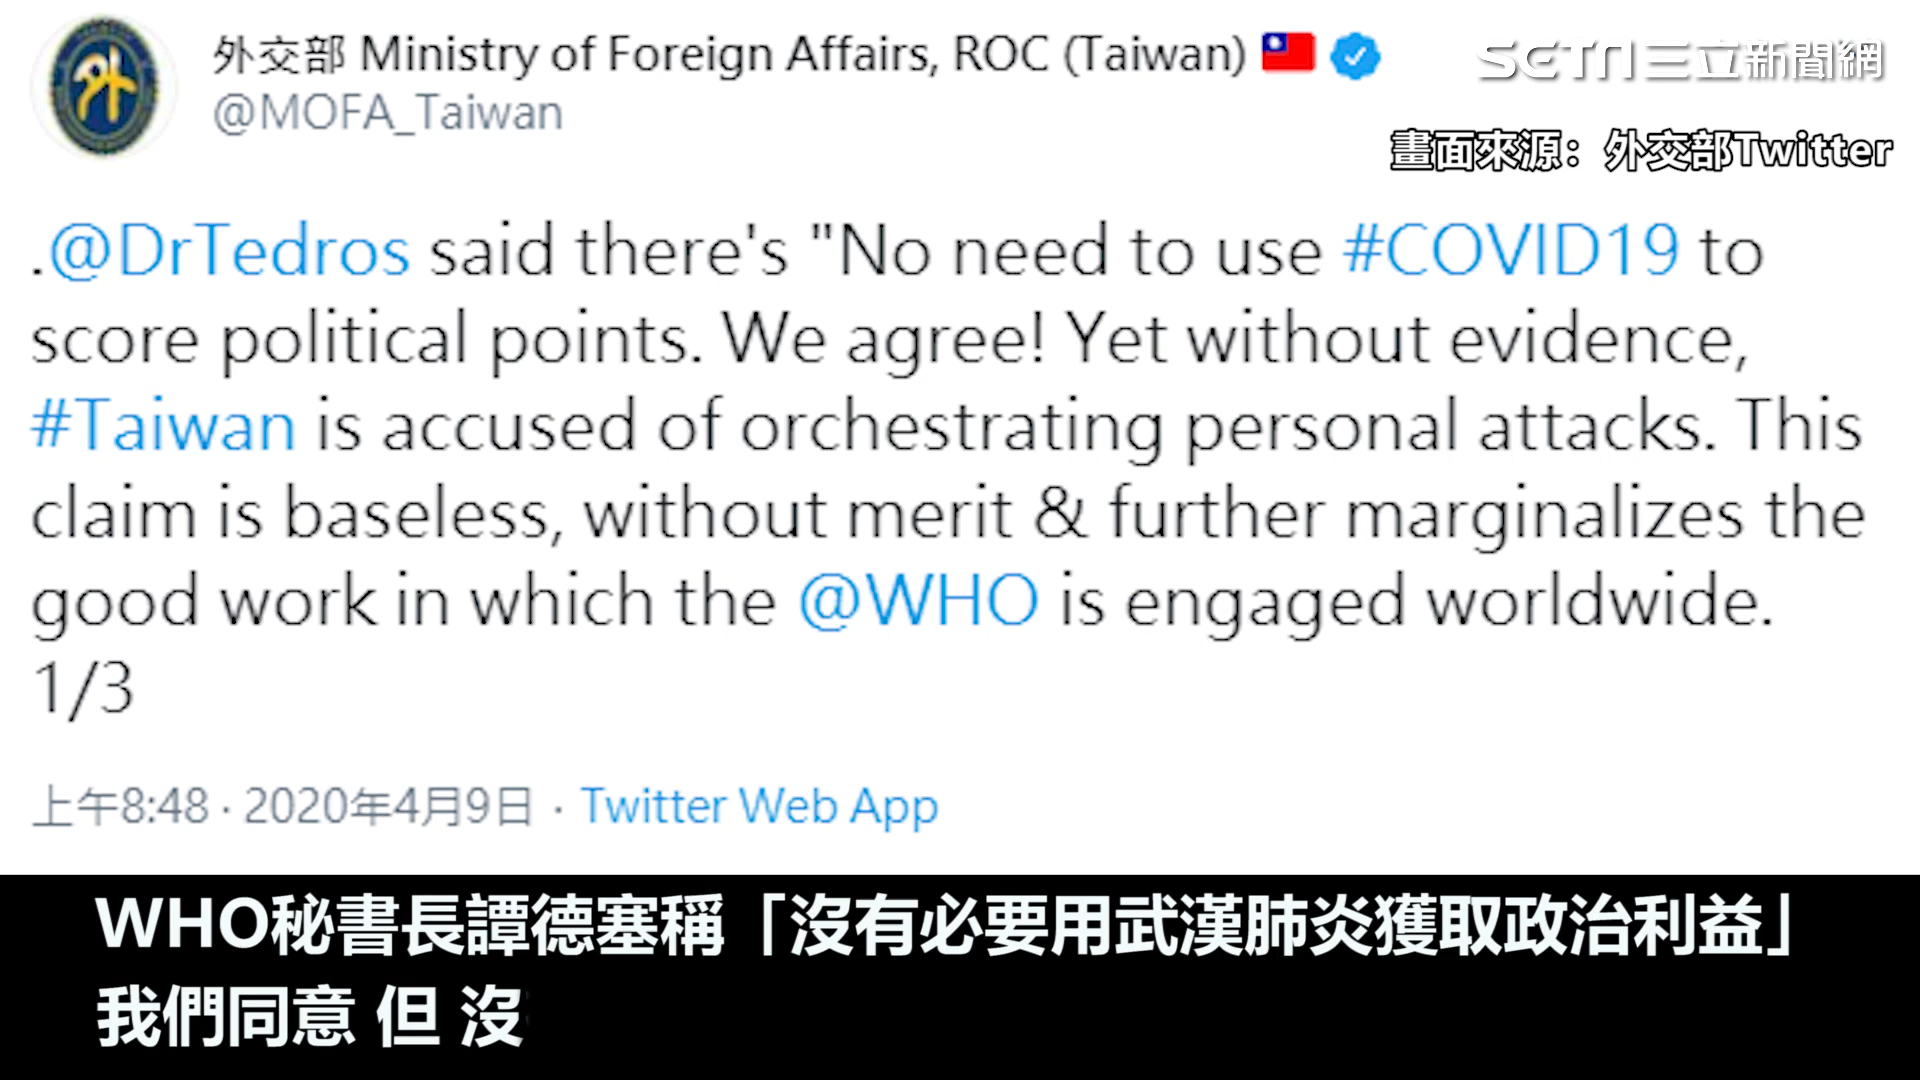 外交部 Ministry of Foreign Affairs, ROC (Taiwan)
@MOFA_Taiwan
SETN三立新聞網
畫面來源：外交部Twitter
.@DrTedros said there's "No need to use #COVID19 to
score political points. We agree! Yet without evidence,
#Taiwan is accused of orchestrating personal attacks. This
claim is baseless, without merit & further marginalizes the
good work in which the @WHO is engaged worldwide.
1/3
上午8:48 · 2020年4月9日 · Twitter Web App
WHO秘書長譚德塞稱「沒有必要用武漢肺炎獲取政治利益」
我們同意 但 沒